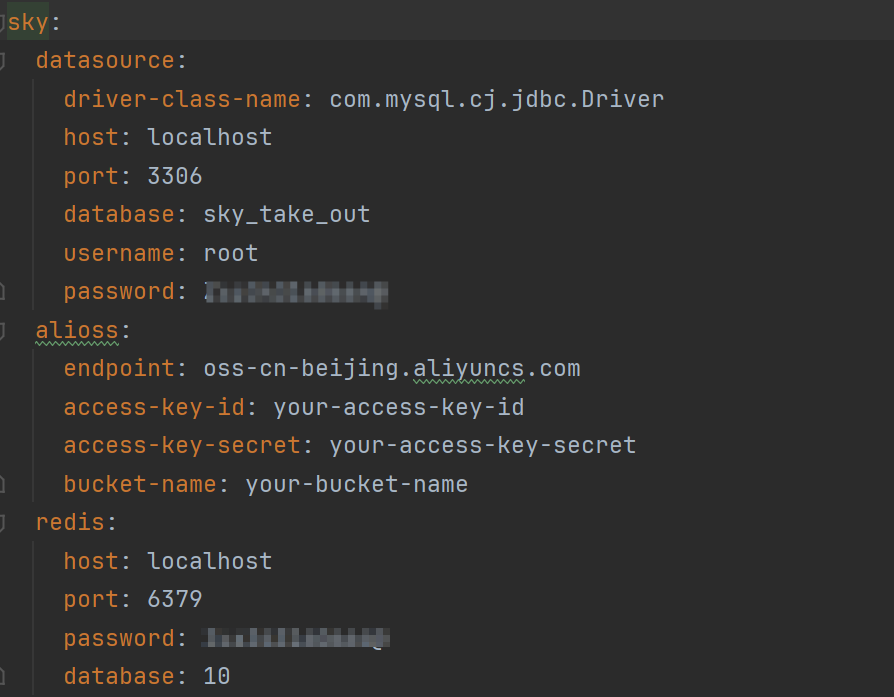 sky:
datasource:
driver-class-name: com.mysql.cj.jdbc.Driver
host: localhost
port: 3306
database: sky_take_out
username: root
password:
alioss:
endpoint: oss-cn-beijing.aliyuncs.com
access-key-id: your-access-key-id
access-key-secret: your-access-key-secret
bucket-name: your-bucket-name
redis:
host: localhost
port: 6379
password:
database: 10